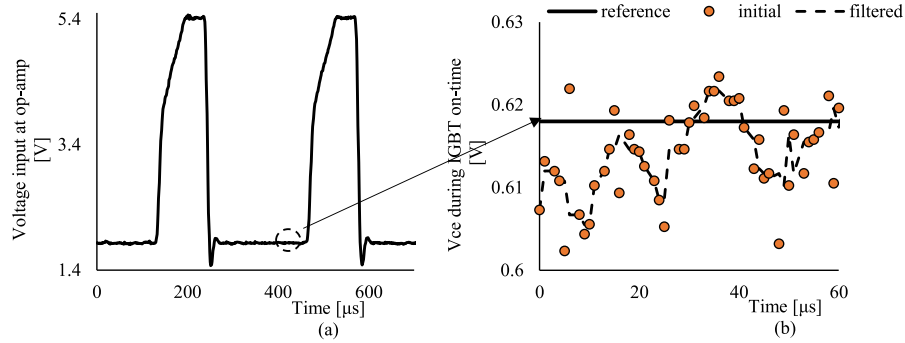 5.4
3.4
1.4
Voltage input at op-amp
[V]
0
200
400
600
Time [µs]
(a)
reference
initial
filtered
0.63
0.62
0.61
0.6
Vce during IGBT on-time
[V]
0
20
40
60
Time [µs]
(b)